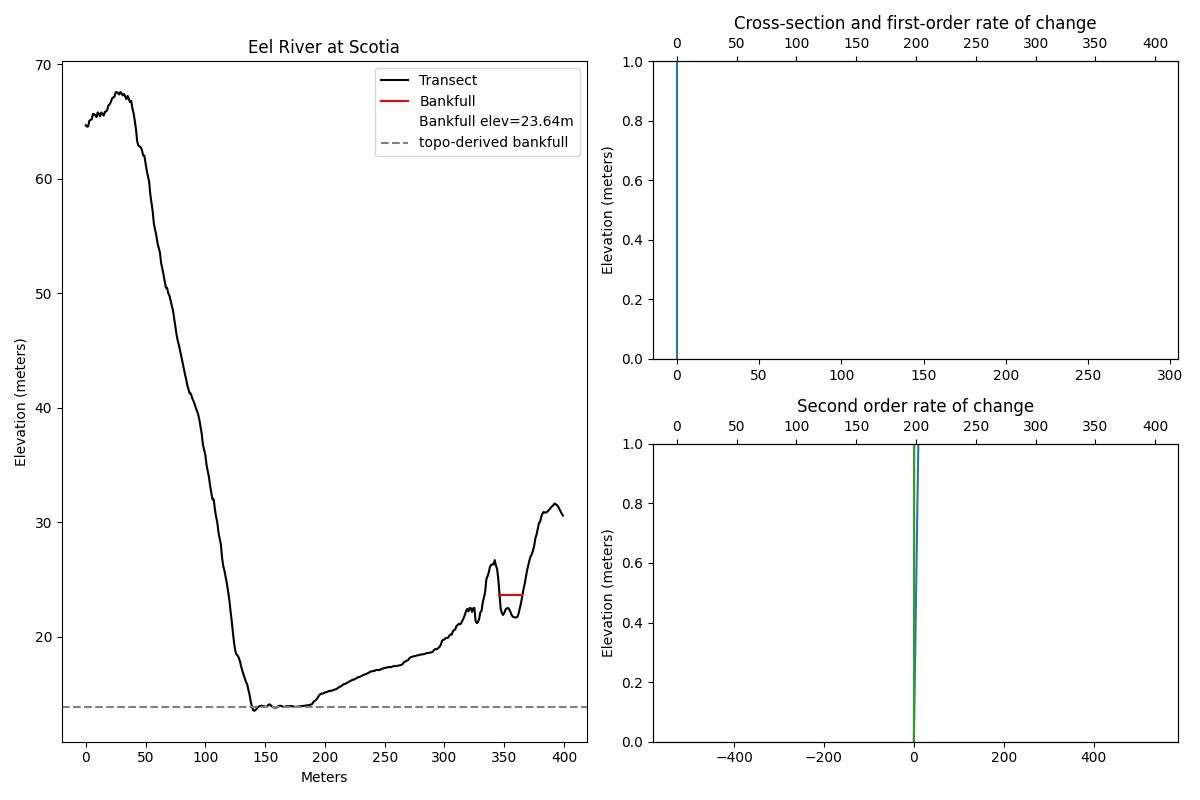 Eel River at Scotia
70
60
50
40
30
20
Elevation (meters)
Transect
Bankfull
Bankfull elev=23.64m
topo-derived bankfull
0 50 100 150 200 250 300 350 400
Meters
Cross-section and first-order rate of change
0 50 100 150 200 250 300 350 400
1.0
0.8
0.6
0.4
0.2
0.0
Elevation (meters)
0 50 100 150 200 250 300
Second order rate of change
0 50 100 150 200 250 300 350 400
1.0
0.8
0.6
0.4
0.2
0.0
Elevation (meters)
−400 −200 0 200 400